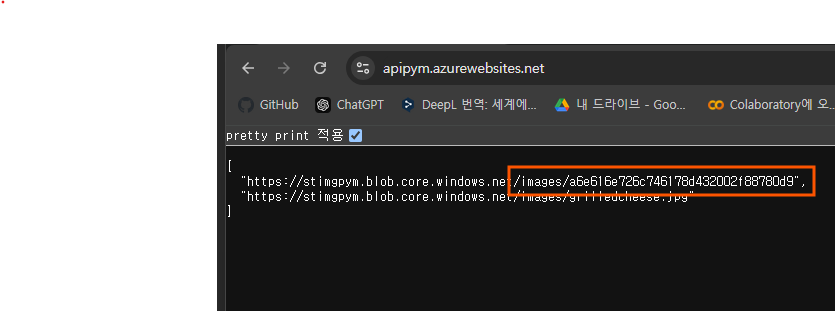 apipym.azurewebsites.net
GitHub ChatGPT DeepL 번역: 세계에... 내 드라이브 - Goo... Colaboratory에 오...
pretty print 적용
[
"https://stimgpym.blob.core.windows.net/images/a6e616e726c746178d432002f88780d9",
"https://stimgpym.blob.core.windows.net/images/grilledcheese.jpg"
]